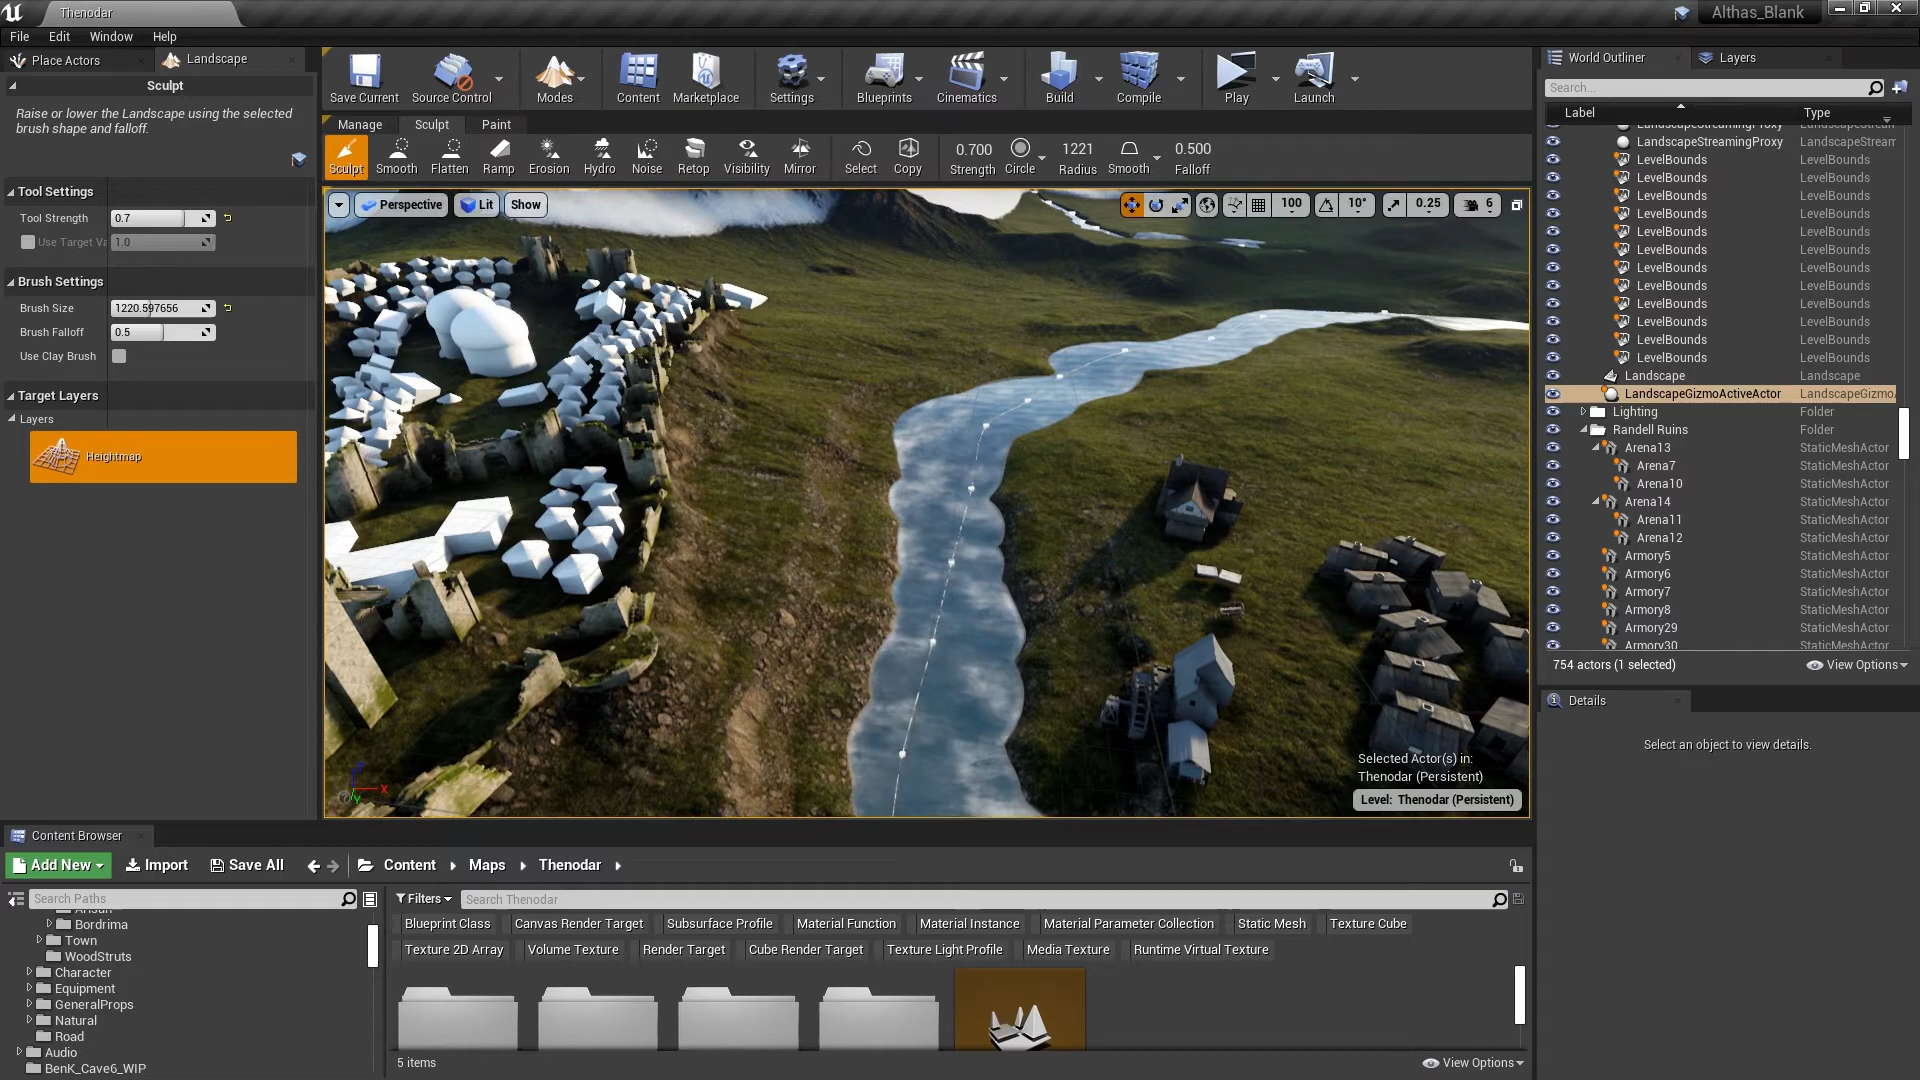 Thenodar
Althas_Blank
File Edit Window Help
Place Actors
Landscape
Sculpt
Raise or lower the Landscape using the selected
brush shape and falloff.
Tool Settings
Tool Strength 0.7
Use Target Va 1.0
Brush Settings
Brush Size 1220.597656
Brush Falloff 0.5
Use Clay Brush
Target Layers
Layers
Heightmap
Save Current Source Control Modes Content Marketplace Settings Blueprints Cinematics Build Compile Play Launch
Manage Sculpt Paint
0.700 1221 0.500
Sculpt Smooth Flatten Ramp Erosion Hydro Noise Retop Visibility Mirror Select Copy Strength Circle Radius Smooth Falloff
Perspective Lit Show 100 10° 0.25 6
Selected Actor(s) in:
Thenodar (Persistent)
Level: Thenodar (Persistent)
X
Y
World Outliner Layers
Search...
Label Type
LandscapeStreamingProxy LandscapeStream
LandscapeStreamingProxy LandscapeStream
LevelBounds LevelBounds
LevelBounds LevelBounds
LevelBounds LevelBounds
LevelBounds LevelBounds
LevelBounds LevelBounds
LevelBounds LevelBounds
LevelBounds LevelBounds
LevelBounds LevelBounds
LevelBounds LevelBounds
LevelBounds LevelBounds
LevelBounds LevelBounds
LevelBounds LevelBounds
Landscape Landscape
LandscapeGizmoActiveActor LandscapeGizmo
Lighting Folder
Randell Ruins Folder
Arena13 StaticMeshActor
Arena7 StaticMeshActor
Arena10 StaticMeshActor
Arena14 StaticMeshActor
Arena11 StaticMeshActor
Arena12 StaticMeshActor
Armory5 StaticMeshActor
Armory6 StaticMeshActor
Armory7 StaticMeshActor
Armory8 StaticMeshActor
Armory29 StaticMeshActor
Armory30 StaticMeshActor
754 actors (1 selected) View Options
Details
Select an object to view details.
Content Browser
Add New Import Save All Content Maps Thenodar
Search Paths
Bordrima
Town
WoodStruts
Character
Equipment
GeneralProps
Natural
Road
Audio
BenK_Cave6_WIP
Filters Search Thenodar
Blueprint Class Canvas Render Target Subsurface Profile Material Function Material Instance Material Parameter Collection Static Mesh Texture Cube
Texture 2D Array Volume Texture Render Target Cube Render Target Texture Light Profile Media Texture Runtime Virtual Texture
5 items View Options